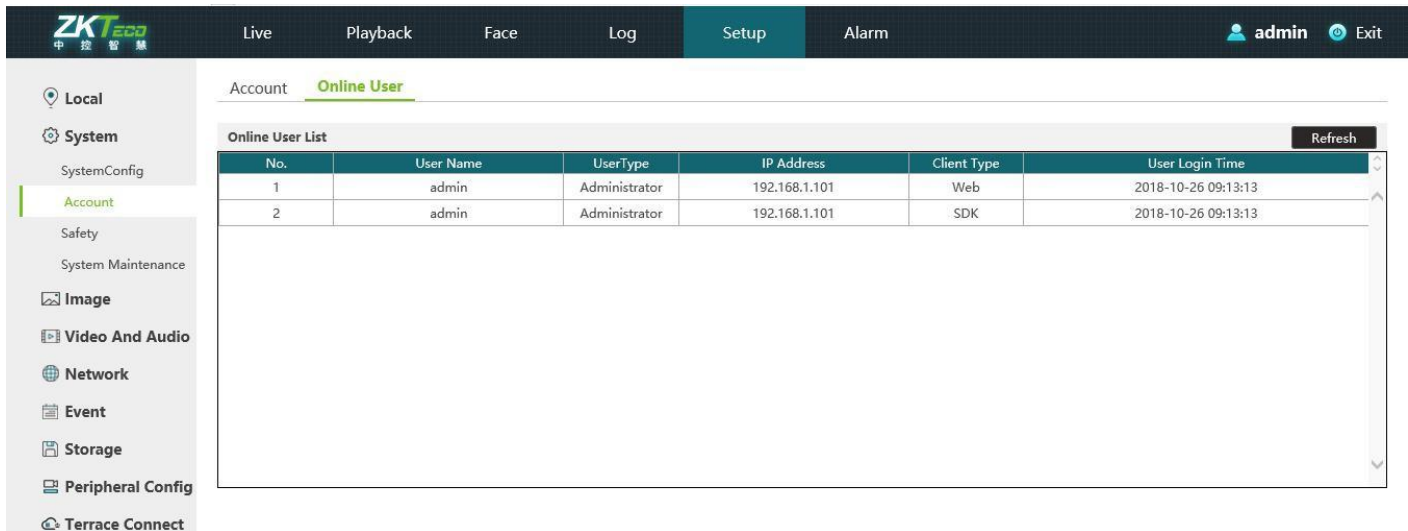 ZKTeco
中控智慧
Live Playback Face Log Setup Alarm admin Exit
Local
System
SystemConfig
Account
Safety
System Maintenance
Image
Video And Audio
Network
Event
Storage
Peripheral Config
Terrace Connect
Account Online User
Online User List Refresh
No. User Name UserType IP Address Client Type User Login Time
1 admin Administrator 192.168.1.101 Web 2018-10-26 09:13:13
2 admin Administrator 192.168.1.101 SDK 2018-10-26 09:13:13